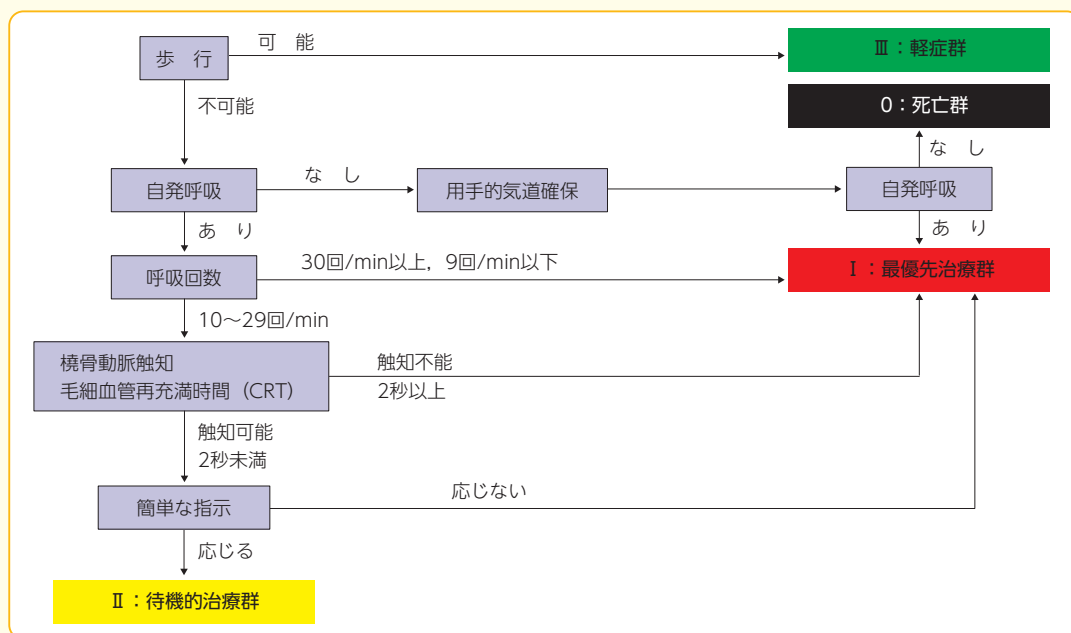 歩　行
可　能
Ⅲ：軽症群
不可能
0：死亡群
な　し
自発呼吸
な　し
用手的気道確保
自発呼吸
あ　り
あ　り
呼吸回数
30回/min以上，9回/min以下
Ⅰ：最優先治療群
10〜29回/min
橈骨動脈触知
毛細血管再充満時間（CRT）
触知不能
2秒以上
触知可能
2秒未満
簡単な指示
応じない
応じる
Ⅱ：待機的治療群